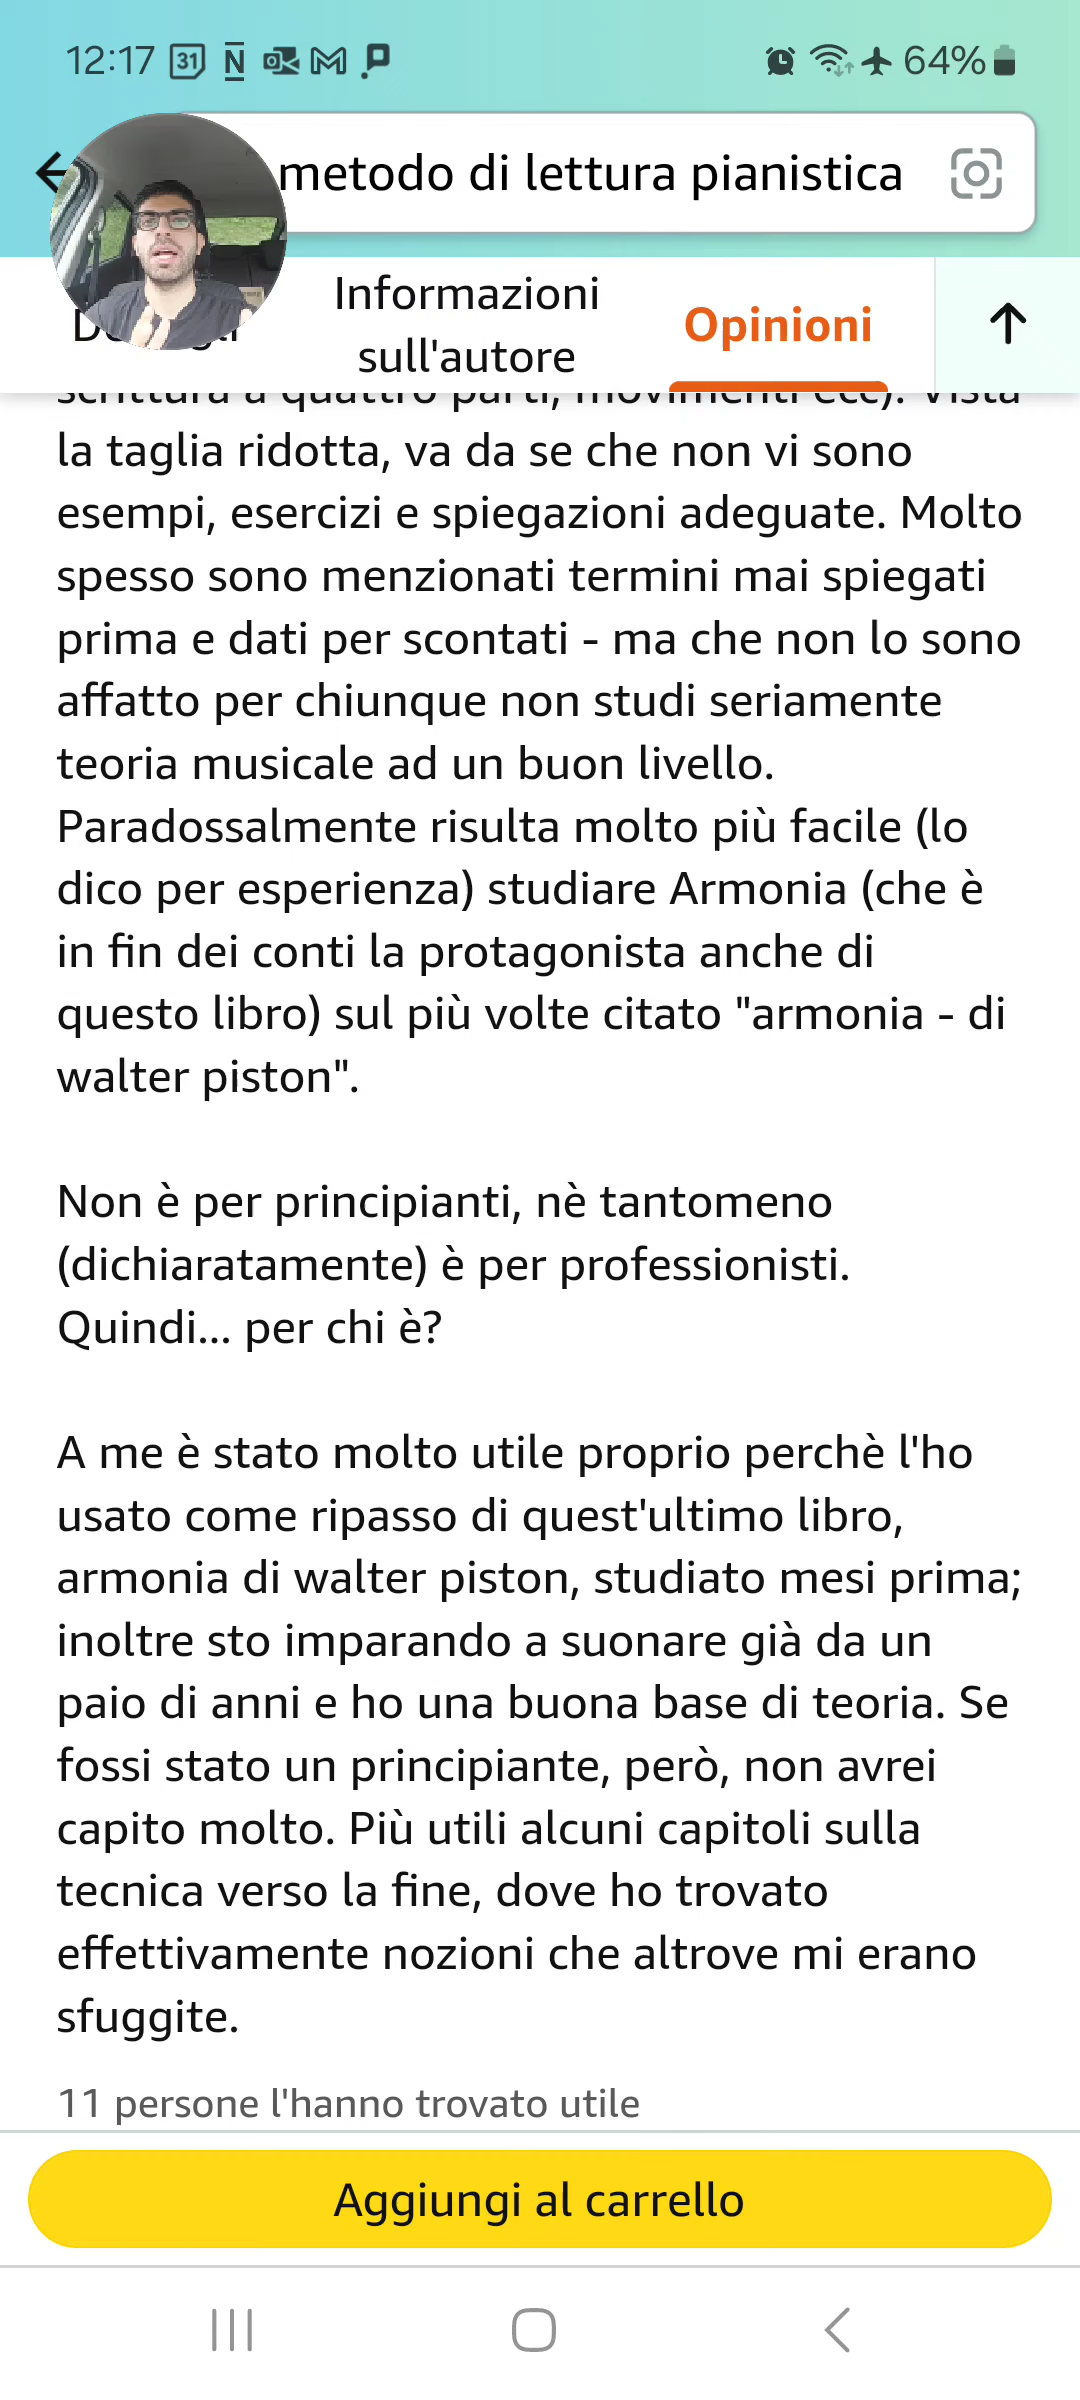 12:17
31
64%
metodo di lettura pianistica
Informazioni
sull'autore
Opinioni
scrittura a quattro parti, movimenti ecc). Vista
la taglia ridotta, va da se che non vi sono
esempi, esercizi e spiegazioni adeguate. Molto
spesso sono menzionati termini mai spiegati
prima e dati per scontati - ma che non lo sono
affatto per chiunque non studi seriamente
teoria musicale ad un buon livello.
Paradossalmente risulta molto più facile (lo
dico per esperienza) studiare Armonia (che è
in fin dei conti la protagonista anche di
questo libro) sul più volte citato "armonia - di
walter piston".
Non è per principianti, nè tantomeno
(dichiaratamente) è per professionisti.
Quindi... per chi è?
A me è stato molto utile proprio perchè l'ho
usato come ripasso di quest'ultimo libro,
armonia di walter piston, studiato mesi prima;
inoltre sto imparando a suonare già da un
paio di anni e ho una buona base di teoria. Se
fossi stato un principiante, però, non avrei
capito molto. Più utili alcuni capitoli sulla
tecnica verso la fine, dove ho trovato
effettivamente nozioni che altrove mi erano
sfuggite.
11 persone l'hanno trovato utile
Aggiungi al carrello